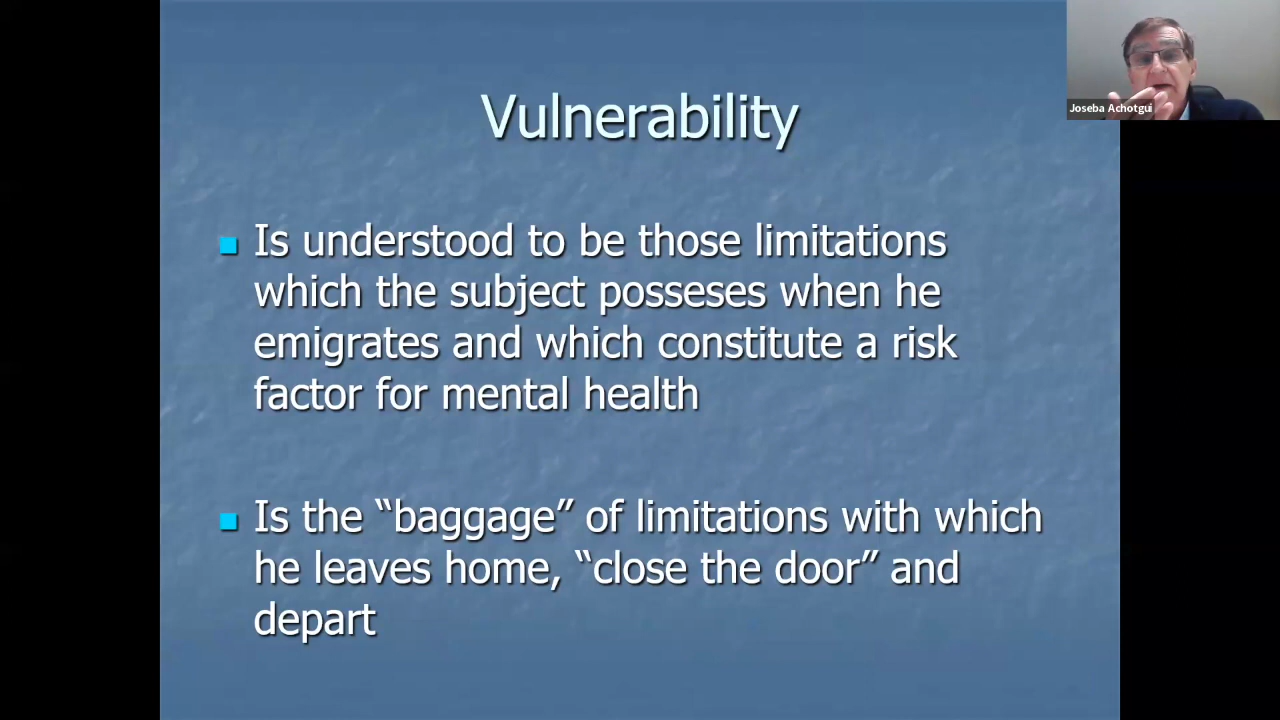 Vulnerability
Joseba Achotgui
Is understood to be those limitations
which the subject posseses when he
emigrates and which constitute a risk
factor for mental health
Is the “baggage” of limitations with which
he leaves home, “close the door” and
depart